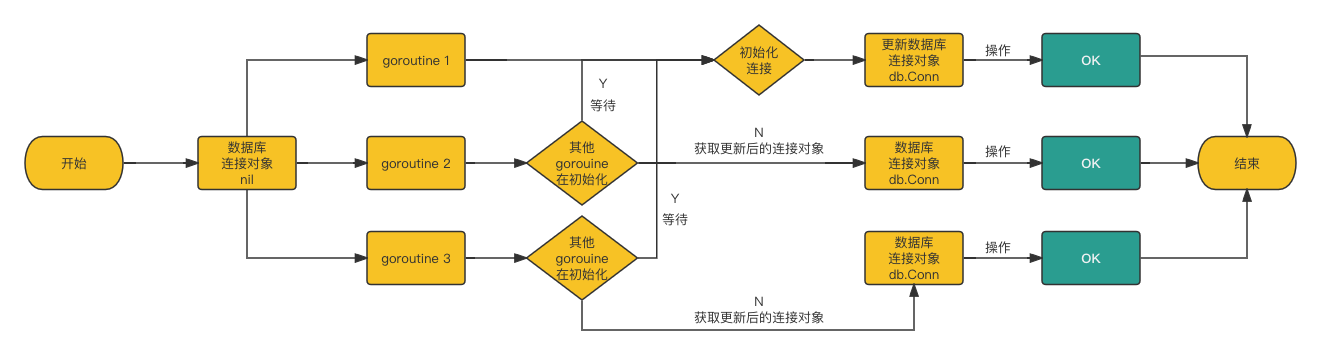 开始
数据库
连接对象
nil
goroutine 1
goroutine 2
goroutine 3
Y
等待
其他
gorouine
在初始化
其他
gorouine
在初始化
Y
等待
初始化
连接
N
获取更新后的连接对象
N
获取更新后的连接对象
更新数据库
连接对象
db.Conn
操作
OK
数据库
连接对象
db.Conn
操作
OK
数据库
连接对象
db.Conn
操作
OK
结束